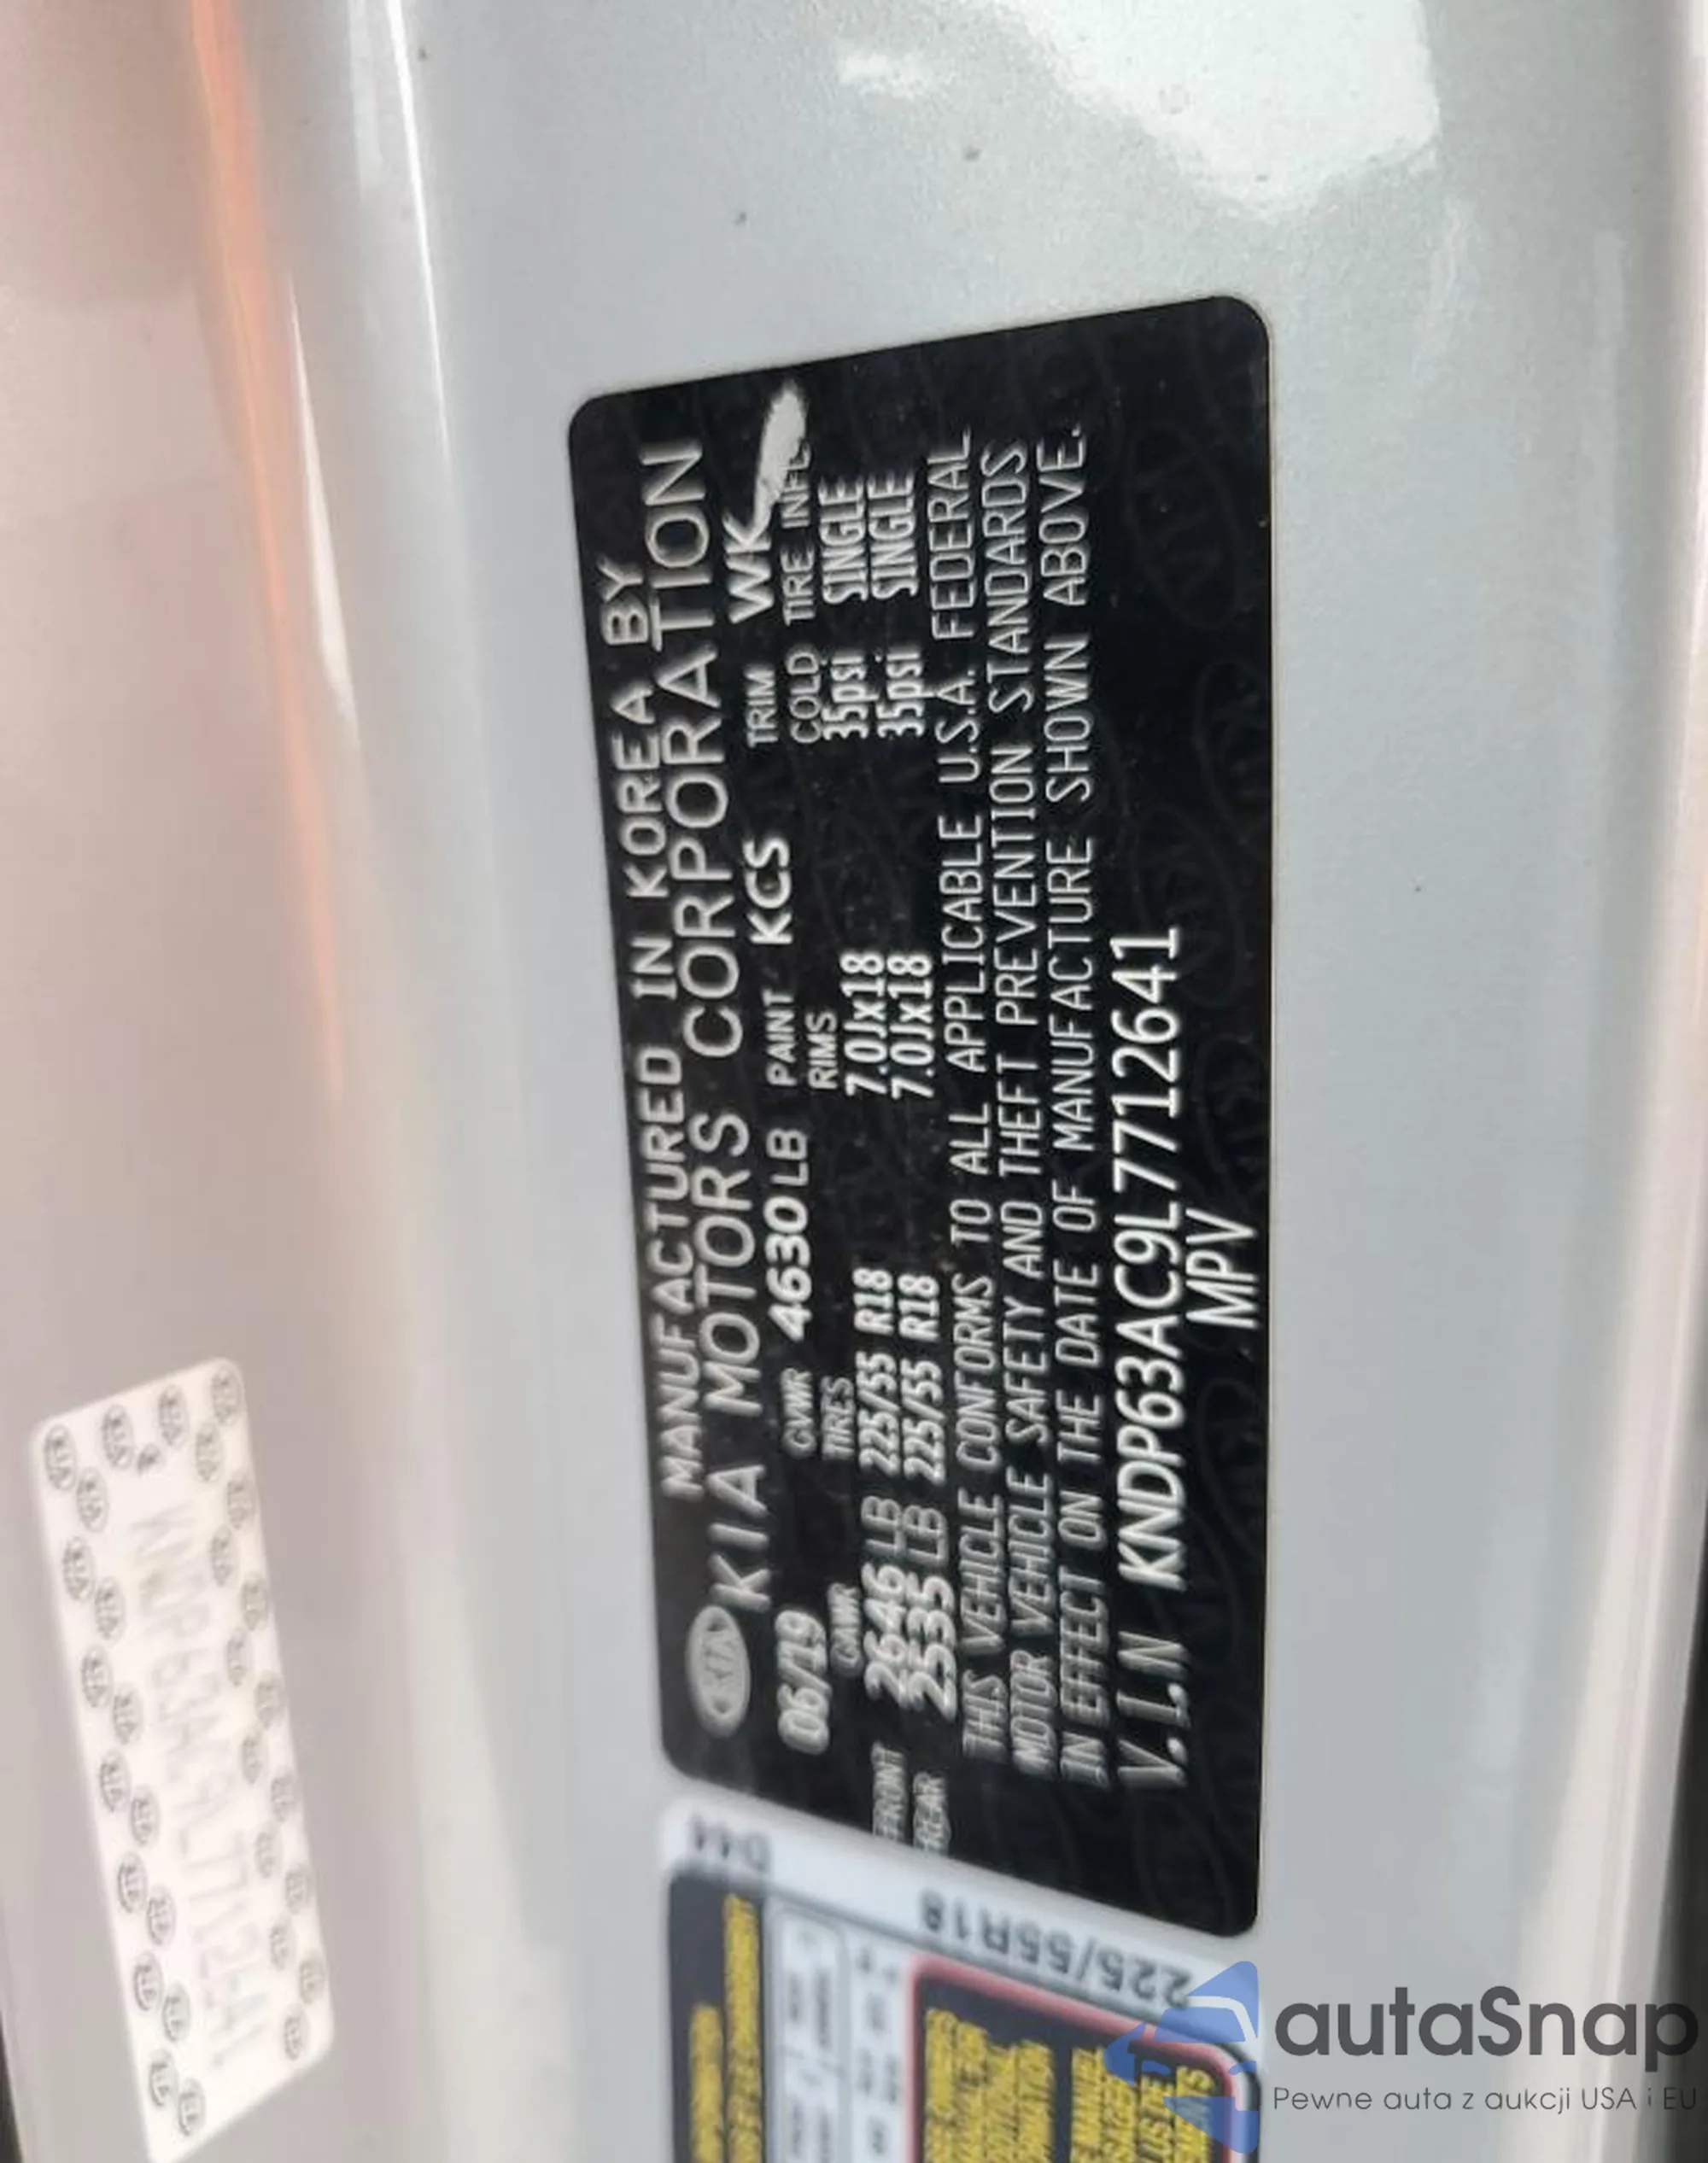 MANUFACTURED IN KOREA BY
KIA KIA MOTORS CORPORATION
06/19 GVWR 4630LB PAINT KCS TRIM WK
GAWR TIRES RIMS COLD TIRE INFL.
FRONT 2646 LB 225/55 R18 7.0Jx18 35psi SINGLE
REAR 2535 LB 225/55 R18 7.0Jx18 35psi SINGLE
THIS VEHICLE CONFORMS TO ALL APPLICABLE U.S.A. FEDERAL
MOTOR VEHICLE SAFETY AND THEFT PREVENTION STANDARDS
IN EFFECT ON THE DATE OF MANUFACTURE SHOWN ABOVE.
V.I.N KNDP63AC9L7712641
MPV
KNDP63AC9L7712641
D44
225/55R18
autaSnap
Pewne auta z aukcji USA i EU